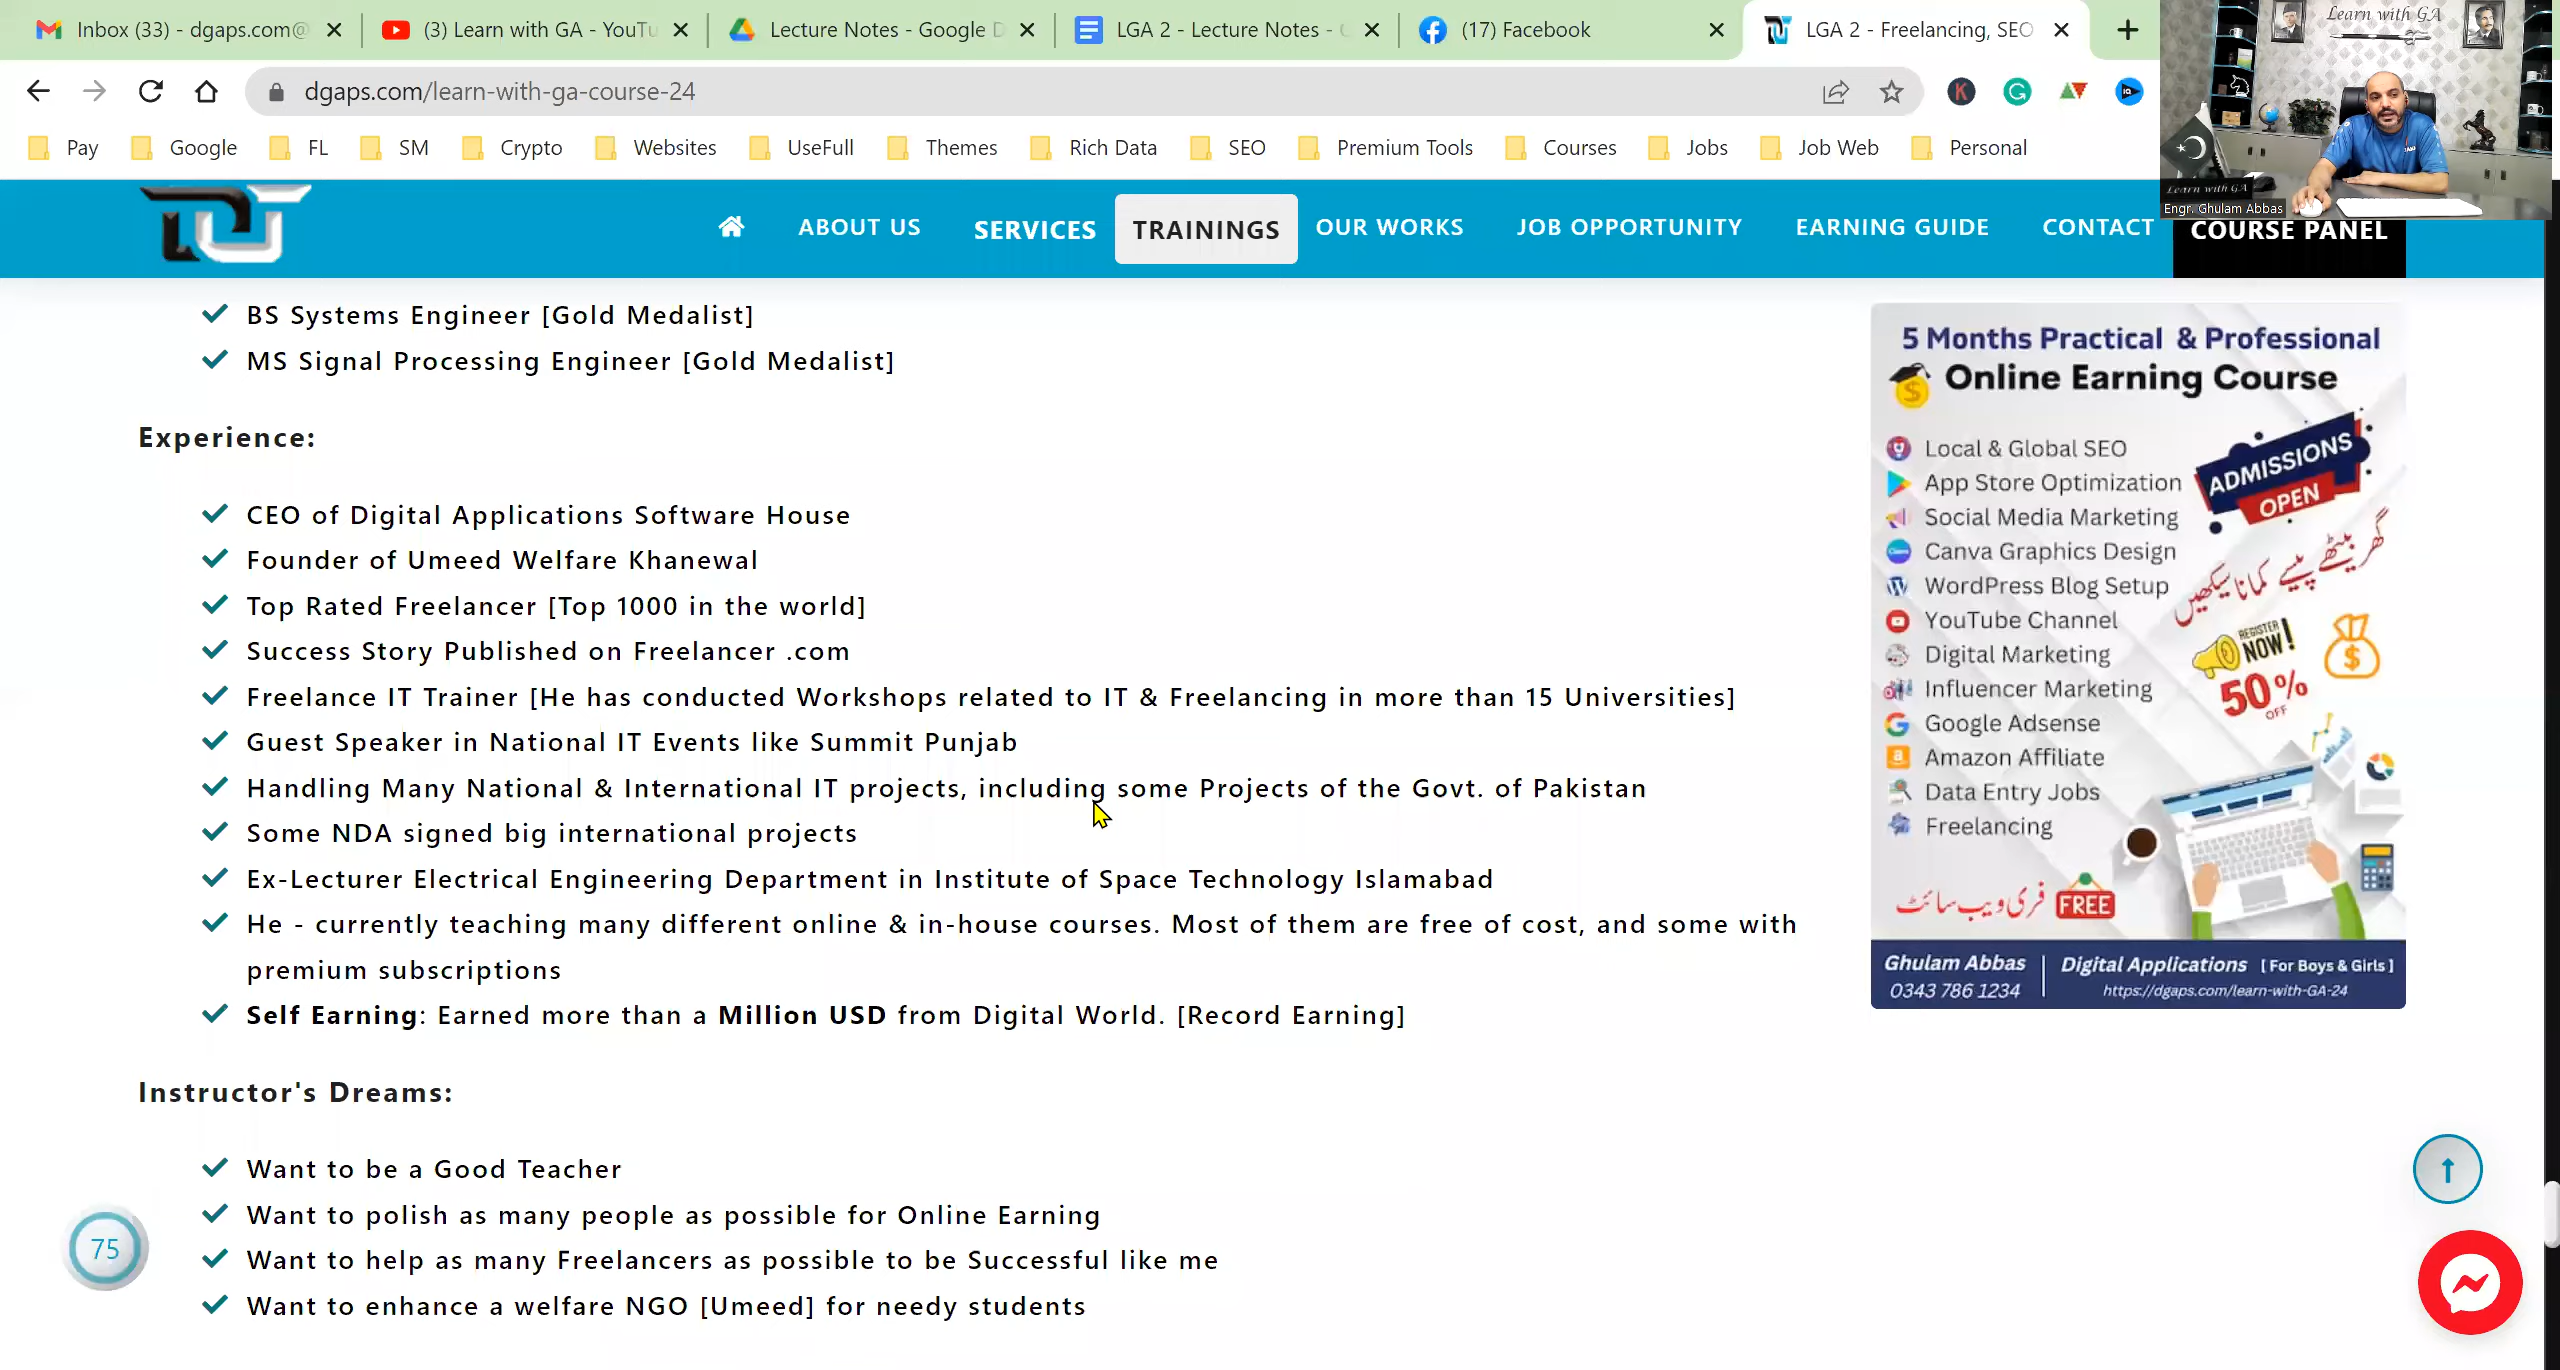 Inbox (33) - dgaps.com@
(3) Learn with GA - YouTu
Lecture Notes - Google D
LGA 2 - Lecture Notes -
(17) Facebook
LGA 2 - Freelancing, SEO
dgaps.com/learn-with-ga-course-24
Pay
Google
FL
SM
Crypto
Websites
UseFull
Themes
Rich Data
SEO
Premium Tools
Courses
Jobs
Job Web
Personal
Learn with GA
Learn with GA
Engr. Ghulam Abbas
ABOUT US
SERVICES
TRAININGS
OUR WORKS
JOB OPPORTUNITY
EARNING GUIDE
CONTACT
COURSE PANEL
BS Systems Engineer [Gold Medalist]
MS Signal Processing Engineer [Gold Medalist]
Experience:
CEO of Digital Applications Software House
Founder of Umeed Welfare Khanewal
Top Rated Freelancer [Top 1000 in the world]
Success Story Published on Freelancer .com
Freelance IT Trainer [He has conducted Workshops related to IT & Freelancing in more than 15 Universities]
Guest Speaker in National IT Events like Summit Punjab
Handling Many National & International IT projects, including some Projects of the Govt. of Pakistan
Some NDA signed big international projects
Ex-Lecturer Electrical Engineering Department in Institute of Space Technology Islamabad
He - currently teaching many different online & in-house courses. Most of them are free of cost, and some with
premium subscriptions
Self Earning: Earned more than a Million USD from Digital World. [Record Earning]
Instructor's Dreams:
Want to be a Good Teacher
Want to polish as many people as possible for Online Earning
Want to help as many Freelancers as possible to be Successful like me
Want to enhance a welfare NGO [Umeed] for needy students
75
5 Months Practical & Professional
Online Earning Course
Local & Global SEO
App Store Optimization
Social Media Marketing
Canva Graphics Design
WordPress Blog Setup
YouTube Channel
Digital Marketing
Influencer Marketing
Google Adsense
Amazon Affiliate
Data Entry Jobs
Freelancing
ADMISSIONS
OPEN
گھر بیٹھے پیسے کمانا سیکھیں
REGISTER
NOW!
50%
OFF
فری ویب سائٹ
FREE
Ghulam Abbas
0343 786 1234
Digital Applications [ For Boys & Girls ]
https://dgaps.com/learn-with-GA-24